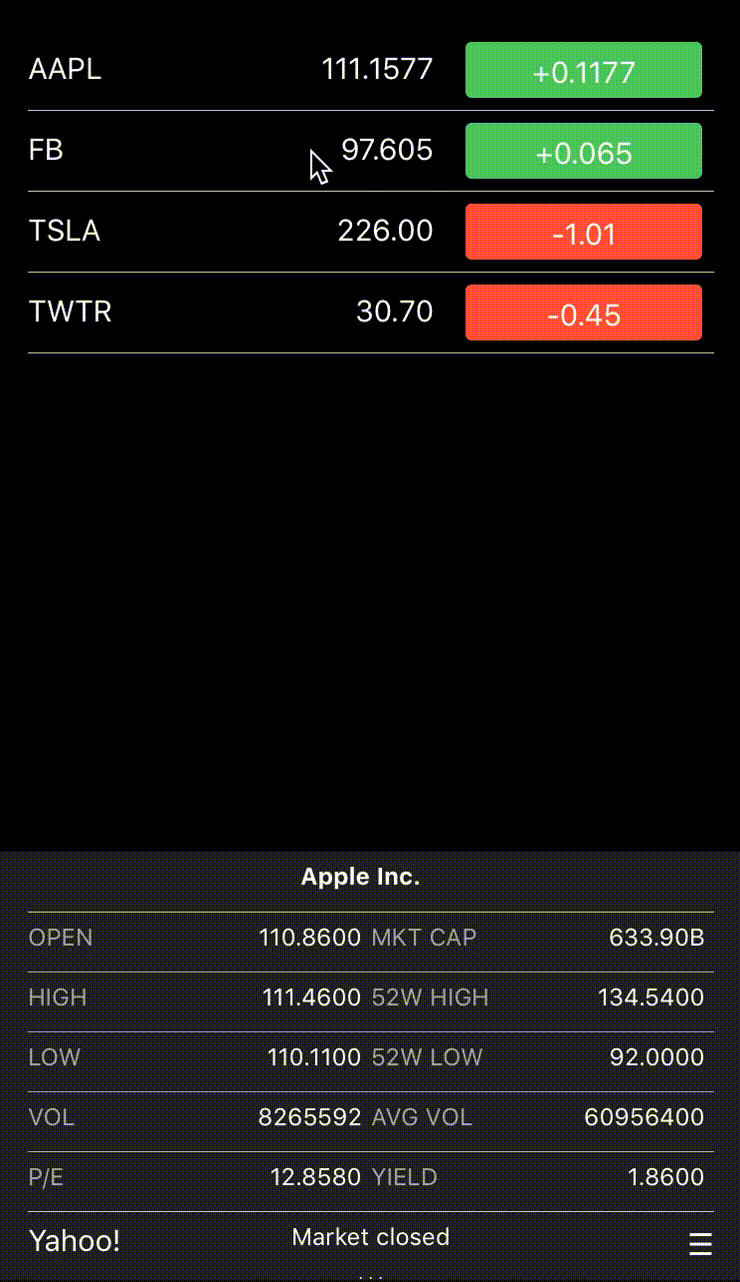 AAPL 111.1577 +0.1177
FB 97.605 +0.065
TSLA 226.00 -1.01
TWTR 30.70 -0.45
Apple Inc.
OPEN 110.8600 MKT CAP 633.90B
HIGH 111.4600 52W HIGH 134.5400
LOW 110.1100 52W LOW 92.0000
VOL 8265592 AVG VOL 60956400
P/E 12.8580 YIELD 1.8600
Yahoo! Market closed